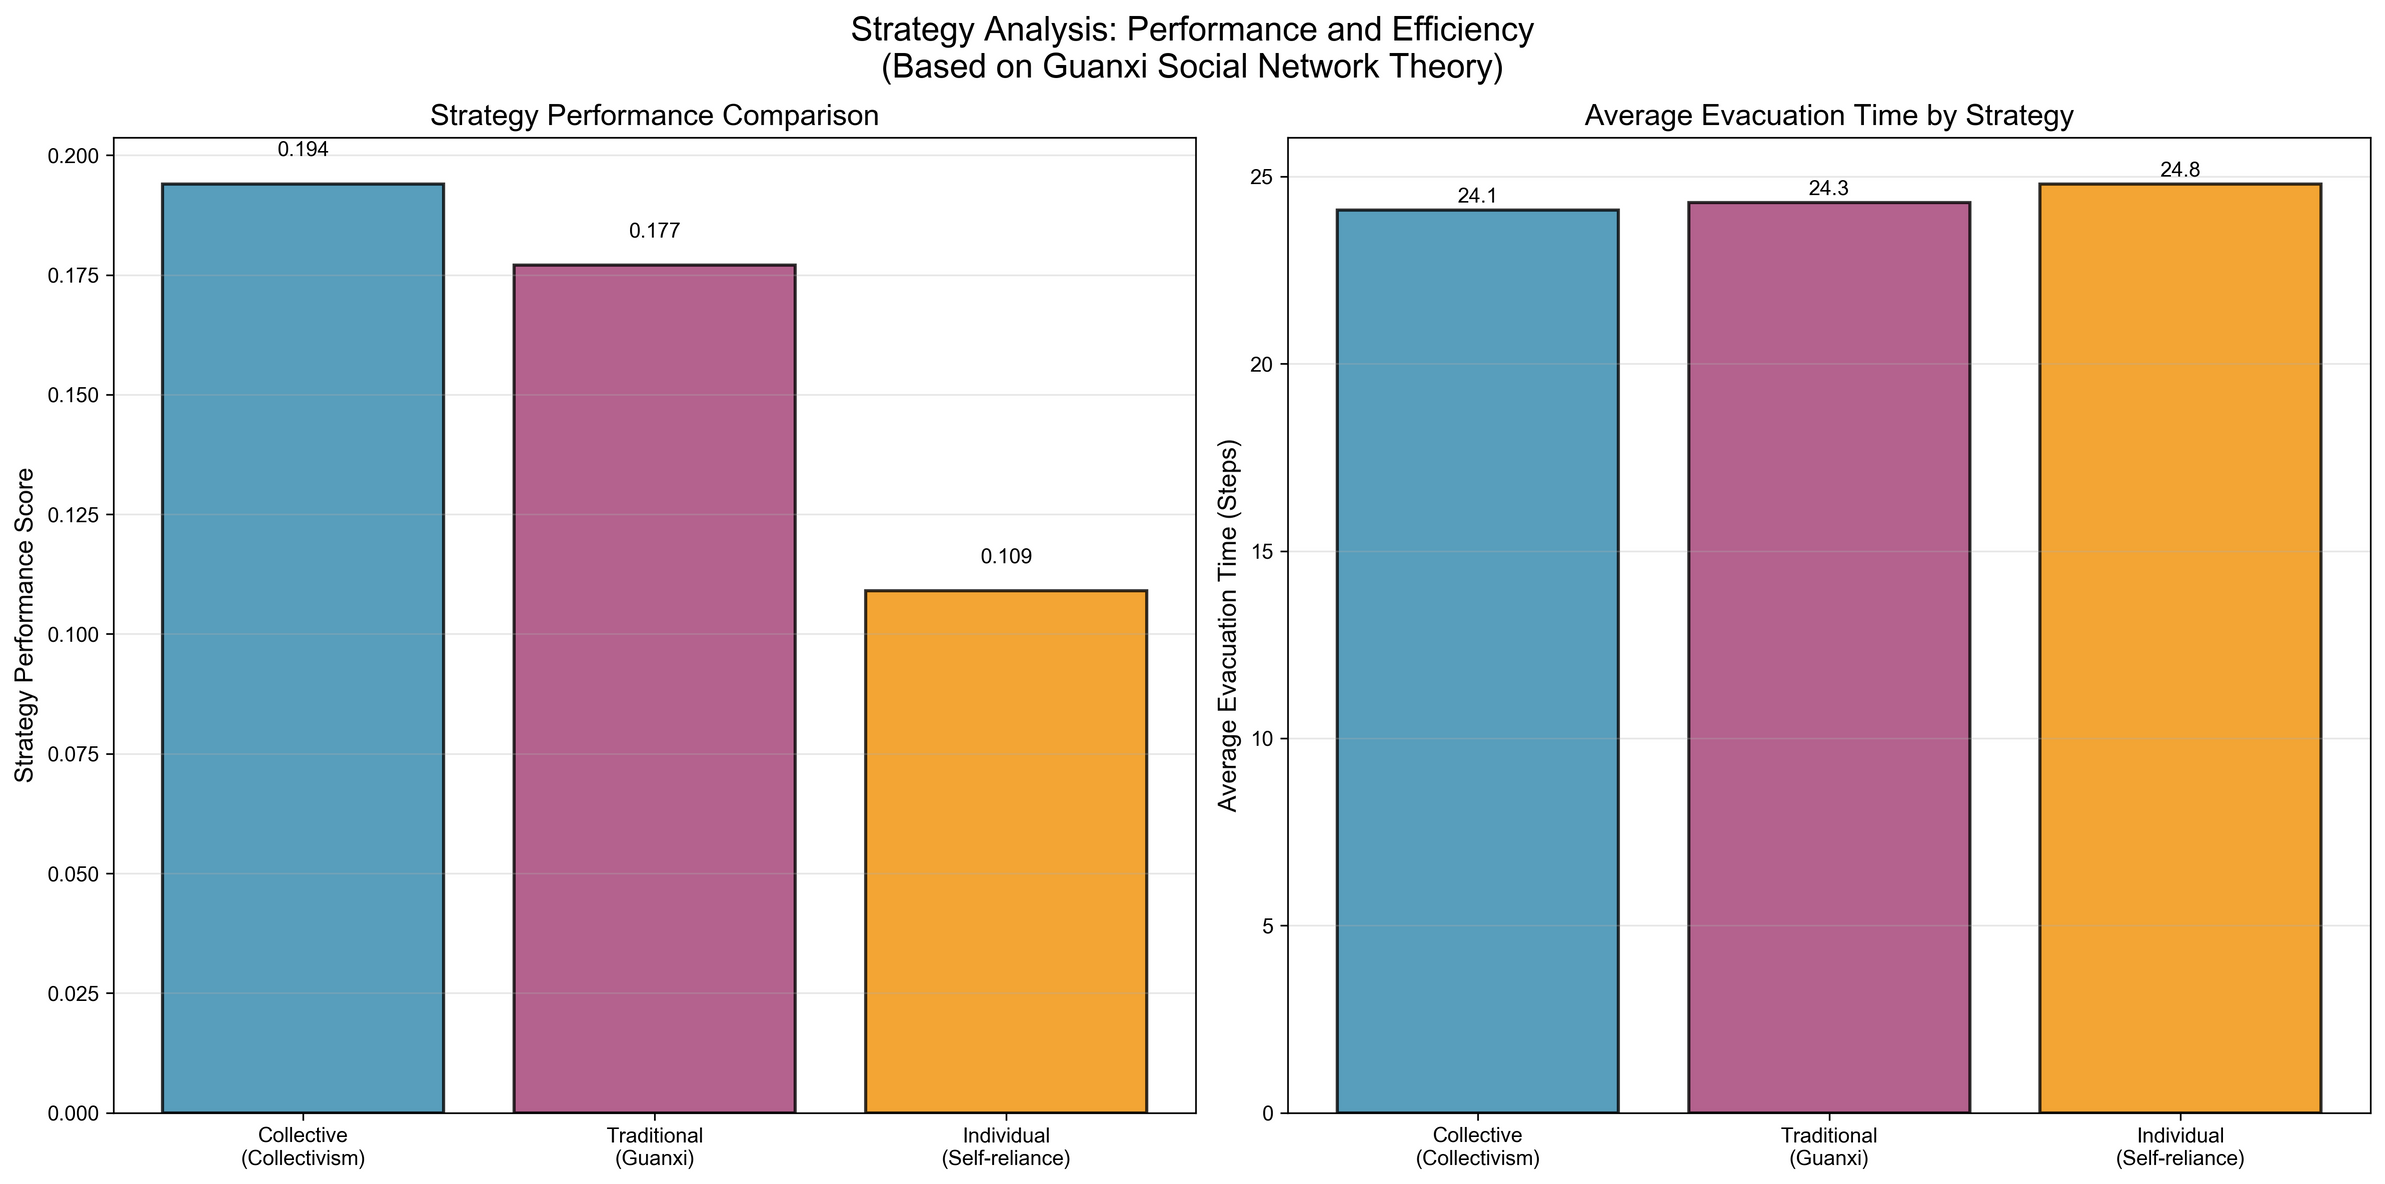 Strategy Analysis: Performance and Efficiency
(Based on Guanxi Social Network Theory)
Strategy Performance Comparison
Strategy Performance Score
0.200
0.175
0.150
0.125
0.100
0.075
0.050
0.025
0.000
0.194
0.177
0.109
Collective
(Collectivism)
Traditional
(Guanxi)
Individual
(Self-reliance)
Average Evacuation Time by Strategy
Average Evacuation Time (Steps)
25
20
15
10
5
0
24.1
24.3
24.8
Collective
(Collectivism)
Traditional
(Guanxi)
Individual
(Self-reliance)